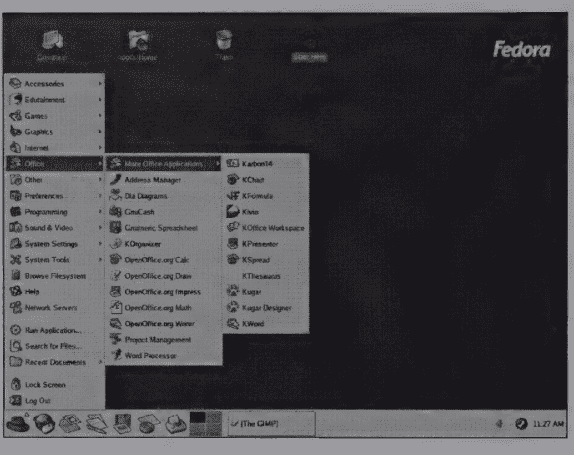 Fedora
Start Here
Trash
Accessories
Edutainment
Games
Graphics
Internet
Office
Other
Preferences
Programming
Sound & Video
System Settings
System Tools
Browse Filesystem
Help
Network Servers
Run Application...
Search for Files...
Recent Documents
Lock Screen
Log Out
More Office Applications
Address Manager
Dia Diagrams
GnuCash
Gnumeric Spreadsheet
KOrganizer
OpenOffice.org Calc
OpenOffice.org Draw
OpenOffice.org Impress
OpenOffice.org Math
OpenOffice.org Writer
Project Management
Word Processor
Karbon14
KChart
KFormula
Kivio
KOffice Workspace
KPresenter
KSpread
KThesaurus
Kugar
Kugar Designer
KWord
(The GIMP)
11:27 AM